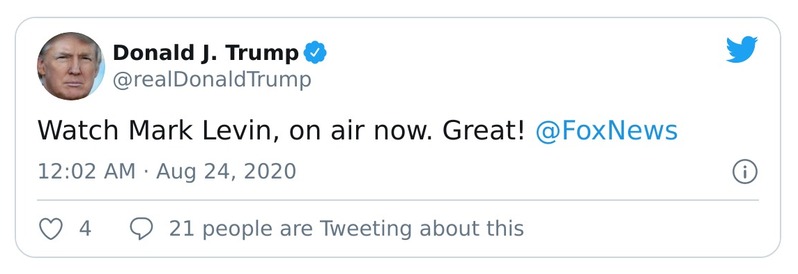 Donald J. Trump
@realDonaldTrump
Watch Mark Levin, on air now. Great! @FoxNews
12:02 AM · Aug 24, 2020
4 21 people are Tweeting about this